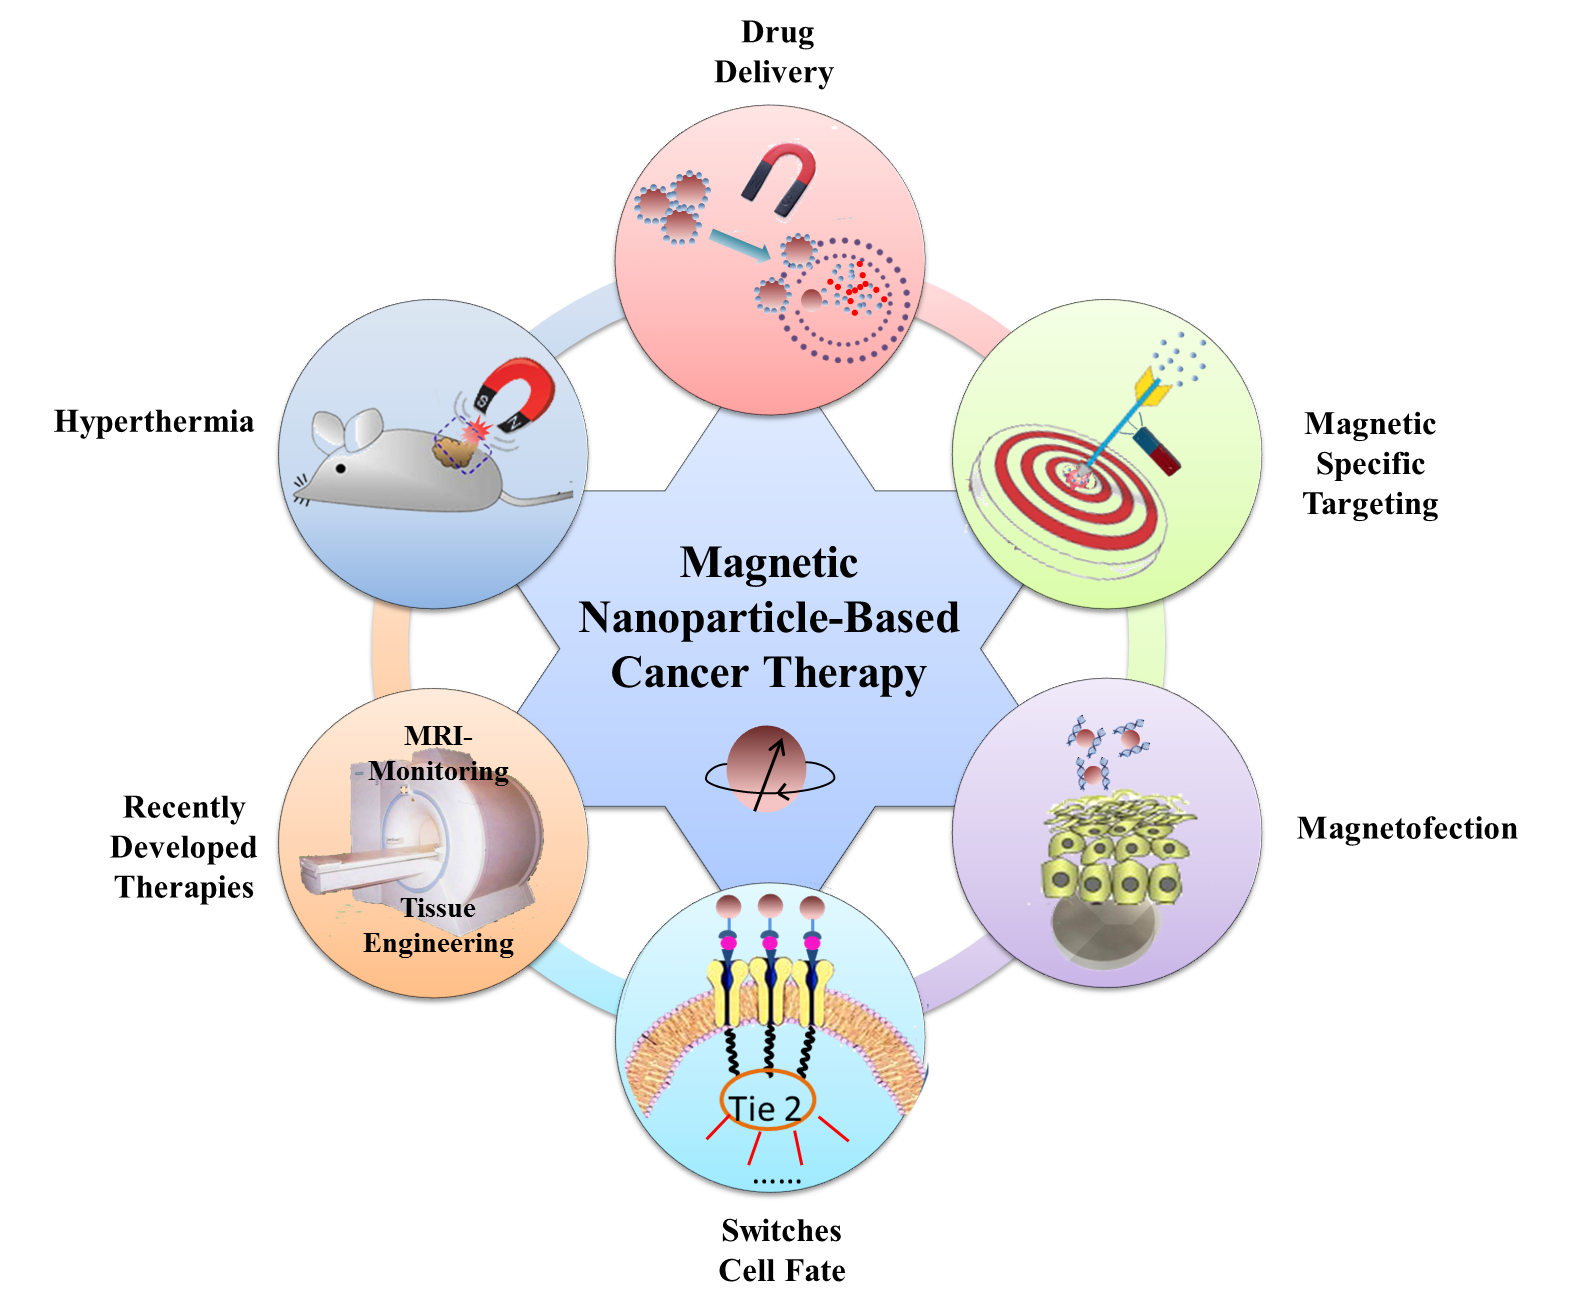 Drug
Delivery
Hyperthermia
S
N
Magnetic
Specific
Targeting
Magnetic
Nanoparticle-Based
Cancer Therapy
MRI-
Monitoring
Recently
Developed
Therapies
Tissue
Engineering
Magnetofection
Tie 2
......
Switches
Cell Fate